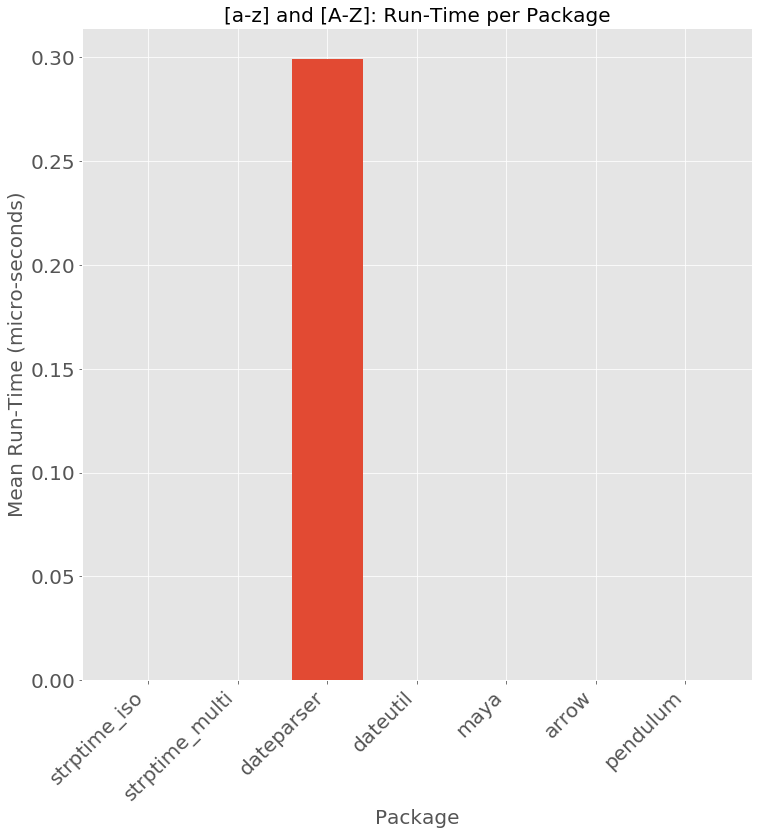 [a-z] and [A-Z]: Run-Time per Package
Mean Run-Time (micro-seconds)
0.30
0.25
0.20
0.15
0.10
0.05
0.00
strptime_iso
strptime_multi
dateparser
dateutil
maya
arrow
pendulum
Package